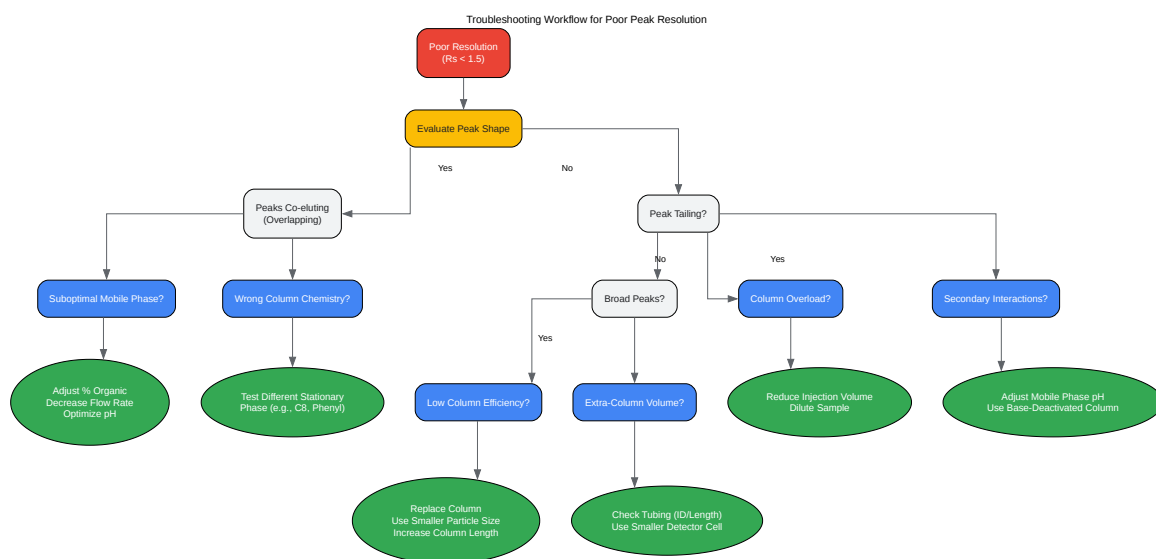 Troubleshooting Workflow for Poor Peak Resolution
Poor Resolution
(Rs < 1.5)
Evaluate Peak Shape
Yes
No
Peaks Co-eluting
(Overlapping)
Peak Tailing?
No
Yes
Suboptimal Mobile Phase?
Wrong Column Chemistry?
Broad Peaks?
Column Overload?
Secondary Interactions?
Yes
Adjust % Organic
Decrease Flow Rate
Optimize pH
Test Different Stationary
Phase (e.g., C8, Phenyl)
Low Column Efficiency?
Extra-Column Volume?
Reduce Injection Volume
Dilute Sample
Adjust Mobile Phase pH
Use Base-Deactivated Column
Replace Column
Use Smaller Particle Size
Increase Column Length
Check Tubing (ID/Length)
Use Smaller Detector Cell